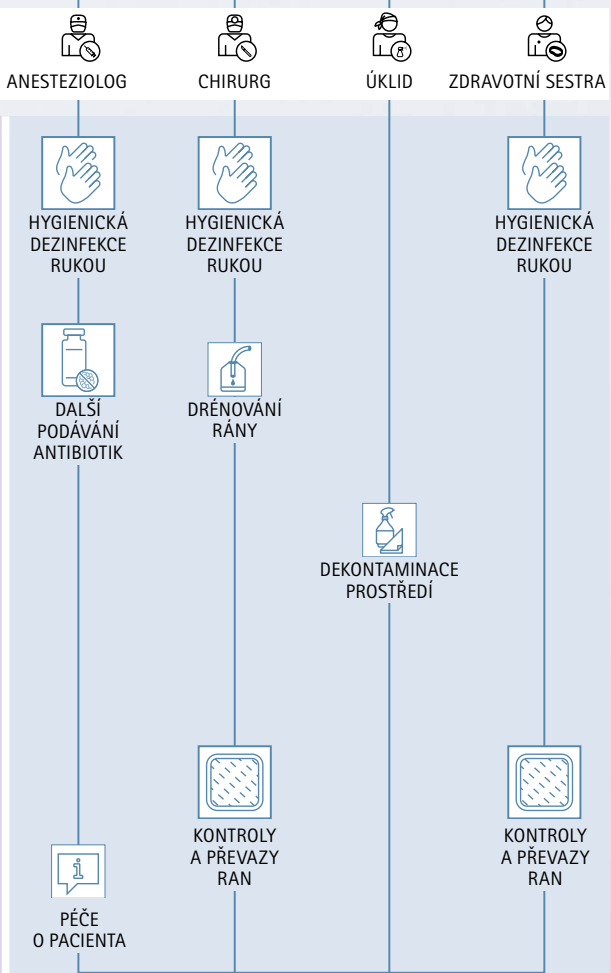 ANESTEZIOLOG
CHIRURG
ÚKLID
ZDRAVOTNÍ SESTRA
HYGIENICKÁ
DEZINFEKCE
RUKOU
HYGIENICKÁ
DEZINFEKCE
RUKOU
HYGIENICKÁ
DEZINFEKCE
RUKOU
DALŠÍ
PODÁVÁNÍ
ANTIBIOTIK
DRÉNOVÁNÍ
RÁNY
DEKONTAMINACE
PROSTŘEDÍ
KONTROLY
A PŘEVAZY
RAN
KONTROLY
A PŘEVAZY
RAN
i
PÉČE
O PACIENTA